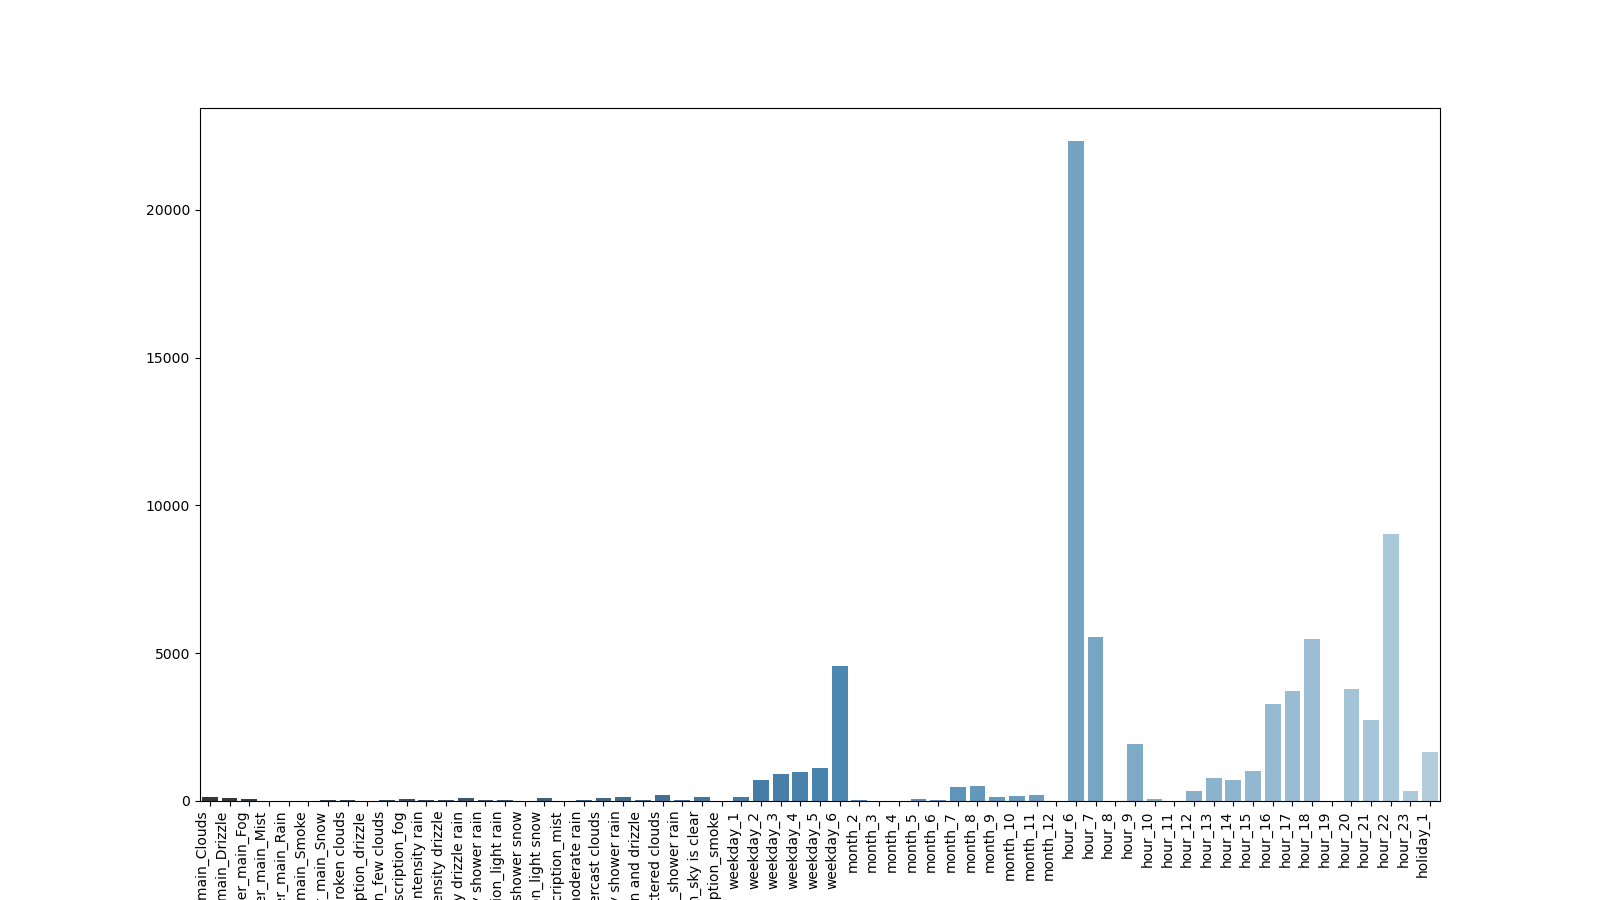 20000
15000
10000
5000
0
main_Clouds
main_Drizzle
er_main_Fog
er_main_Mist
er_main_Rain
main_Smoke
_main_Snow
roken clouds
ption_drizzle
n_few clouds
scription_fog
ntensity rain
ensity drizzle
y drizzle rain
shower rain
ion_light rain
shower snow
n_light snow
cription_mist
moderate rain
ercast clouds
shower rain
n and drizzle
ttered clouds
_shower rain
n_sky is clear
ption_smoke
weekday_1
weekday_2
weekday_3
weekday_4
weekday_5
weekday_6
month_2
month_3
month_4
month_5
month_6
month_7
month_8
month_9
month_10
month_11
month_12
hour_6
hour_7
hour_8
hour_9
hour_10
hour_11
hour_12
hour_13
hour_14
hour_15
hour_16
hour_17
hour_18
hour_19
hour_20
hour_21
hour_22
hour_23
holiday_1